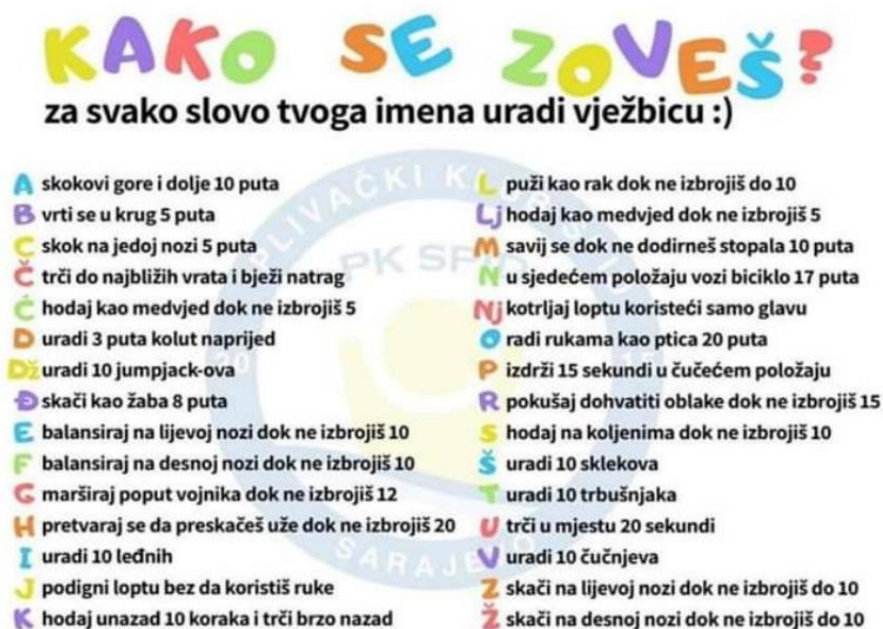 KAKO SE ZOVEŠ?
za svako slovo tvoga imena uradi vježbicu :)
A skokovi gore i dolje 10 puta
B vrti se u krug 5 puta
C skok na jedoj nozi 5 puta
Č trči do najbližih vrata i bježi natrag
Ć hodaj kao medvjed dok ne izbrojiš 5
D uradi 3 puta kolut naprijed
Dž uradi 10 jumpjack-ova
Đ skači kao žaba 8 puta
E balansiraj na lijevoj nozi dok ne izbrojiš 10
F balansiraj na desnoj nozi dok ne izbrojiš 10
G marširaj poput vojnika dok ne izbrojiš 12
H pretvaraj se da preskačeš uže dok ne izbrojiš 20
I uradi 10 leđnih
J podigni loptu bez da koristiš ruke
K hodaj unazad 10 koraka i trči brzo nazad
L puži kao rak dok ne izbrojiš do 10
Lj hodaj kao medvjed dok ne izbrojiš 5
M savij se dok ne dodirneš stopala 10 puta
N u sjedećem položaju vozi biciklo 17 puta
Nj kotrljaj loptu koristeći samo glavu
O radi rukama kao ptica 20 puta
P izdrži 15 sekundi u čučećem položaju
R pokušaj dohvatiti oblake dok ne izbrojiš 15
S hodaj na koljenima dok ne izbrojiš 10
Š uradi 10 sklekova
T uradi 10 trbušnjaka
U trči u mjestu 20 sekundi
V uradi 10 čučnjeva
Z skači na lijevoj nozi dok ne izbrojiš do 10
Ž skači na desnoj nozi dok ne izbrojiš do 10
PLIVAČKI
SARAJEVO